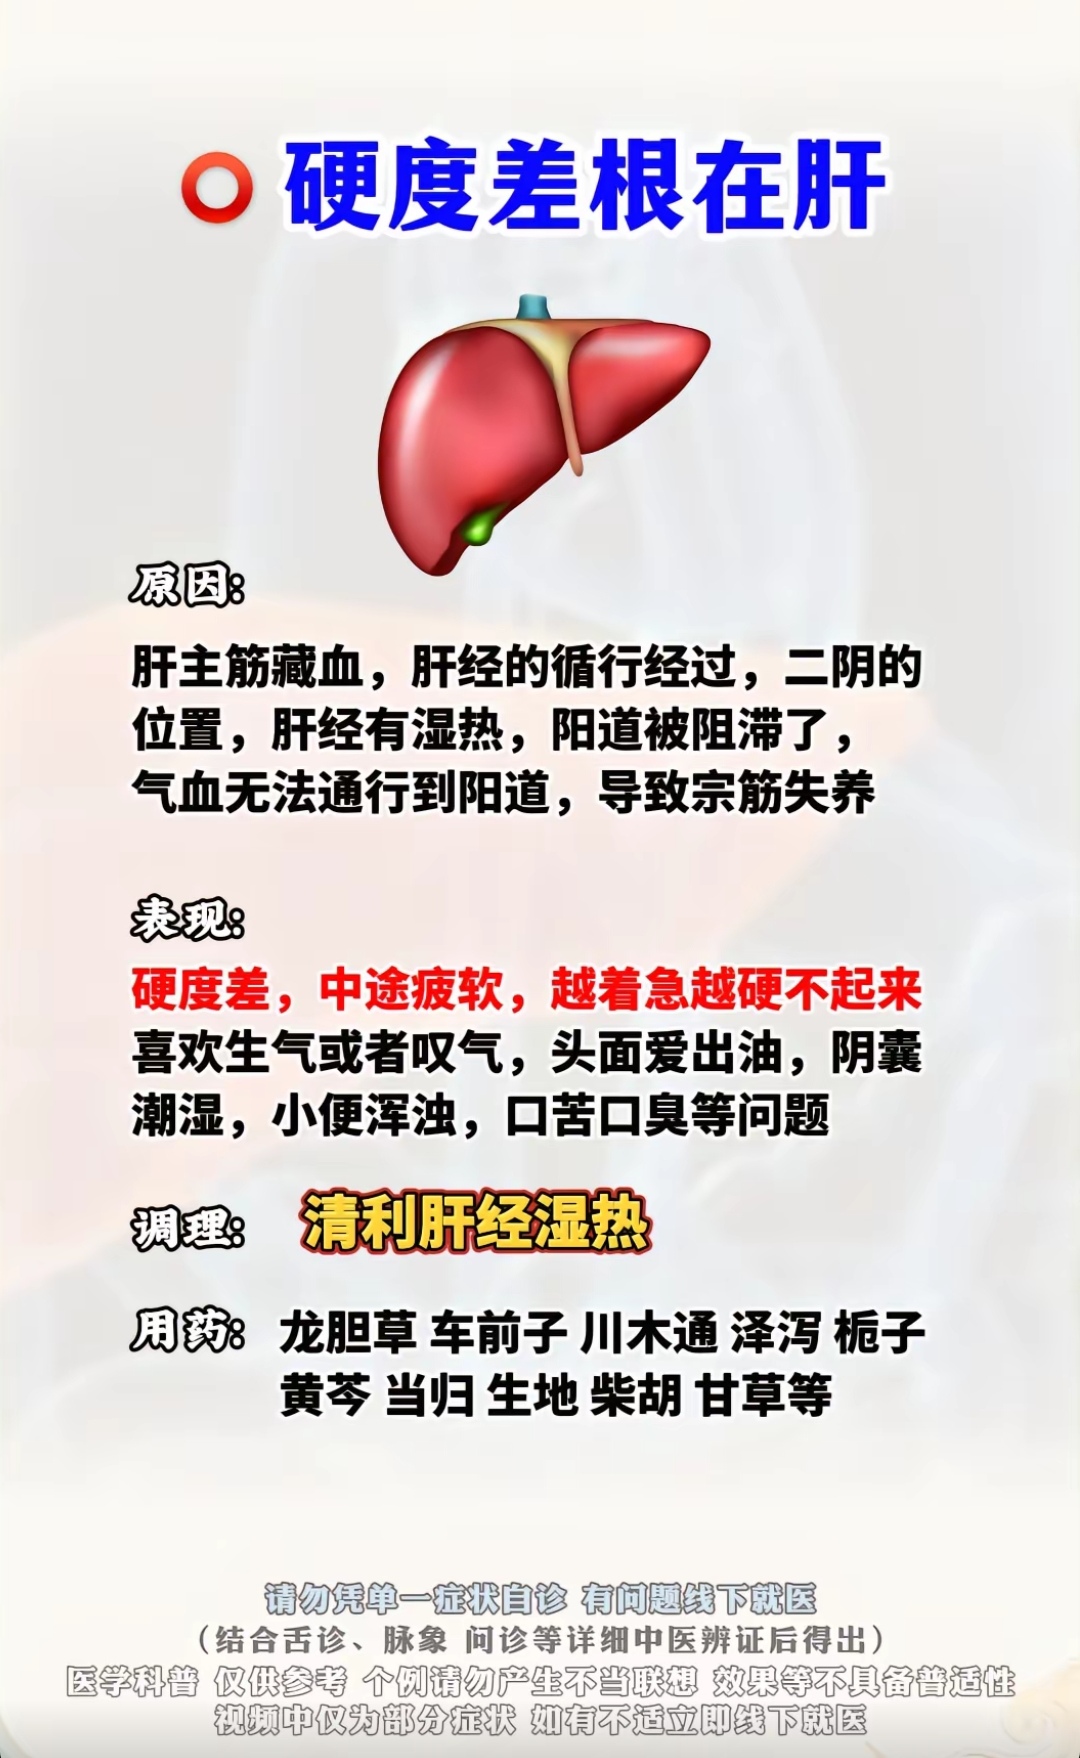 硬度差根在肝
原因:
肝主筋藏血，肝经的循行经过，二阴的
位置，肝经有湿热，阳道被阻滞了，
气血无法通行到阳道，导致宗筋失养
表现:
硬度差，中途疲软，越着急越硬不起来
喜欢生气或者叹气，头面爱出油，阴囊
潮湿，小便浑浊，口苦口臭等问题
调理: 清利肝经湿热
用药: 龙胆草 车前子 川木通 泽泻 栀子
黄芩 当归 生地 柴胡 甘草等
请勿凭单一症状自诊 有问题线下就医
（结合舌诊、脉象 问诊等详细中医辨证后得出）
医学科普 仅供参考 个例请勿产生不当联想 效果等不具备普适性
视频中仅为部分症状 如有不适立即线下就医